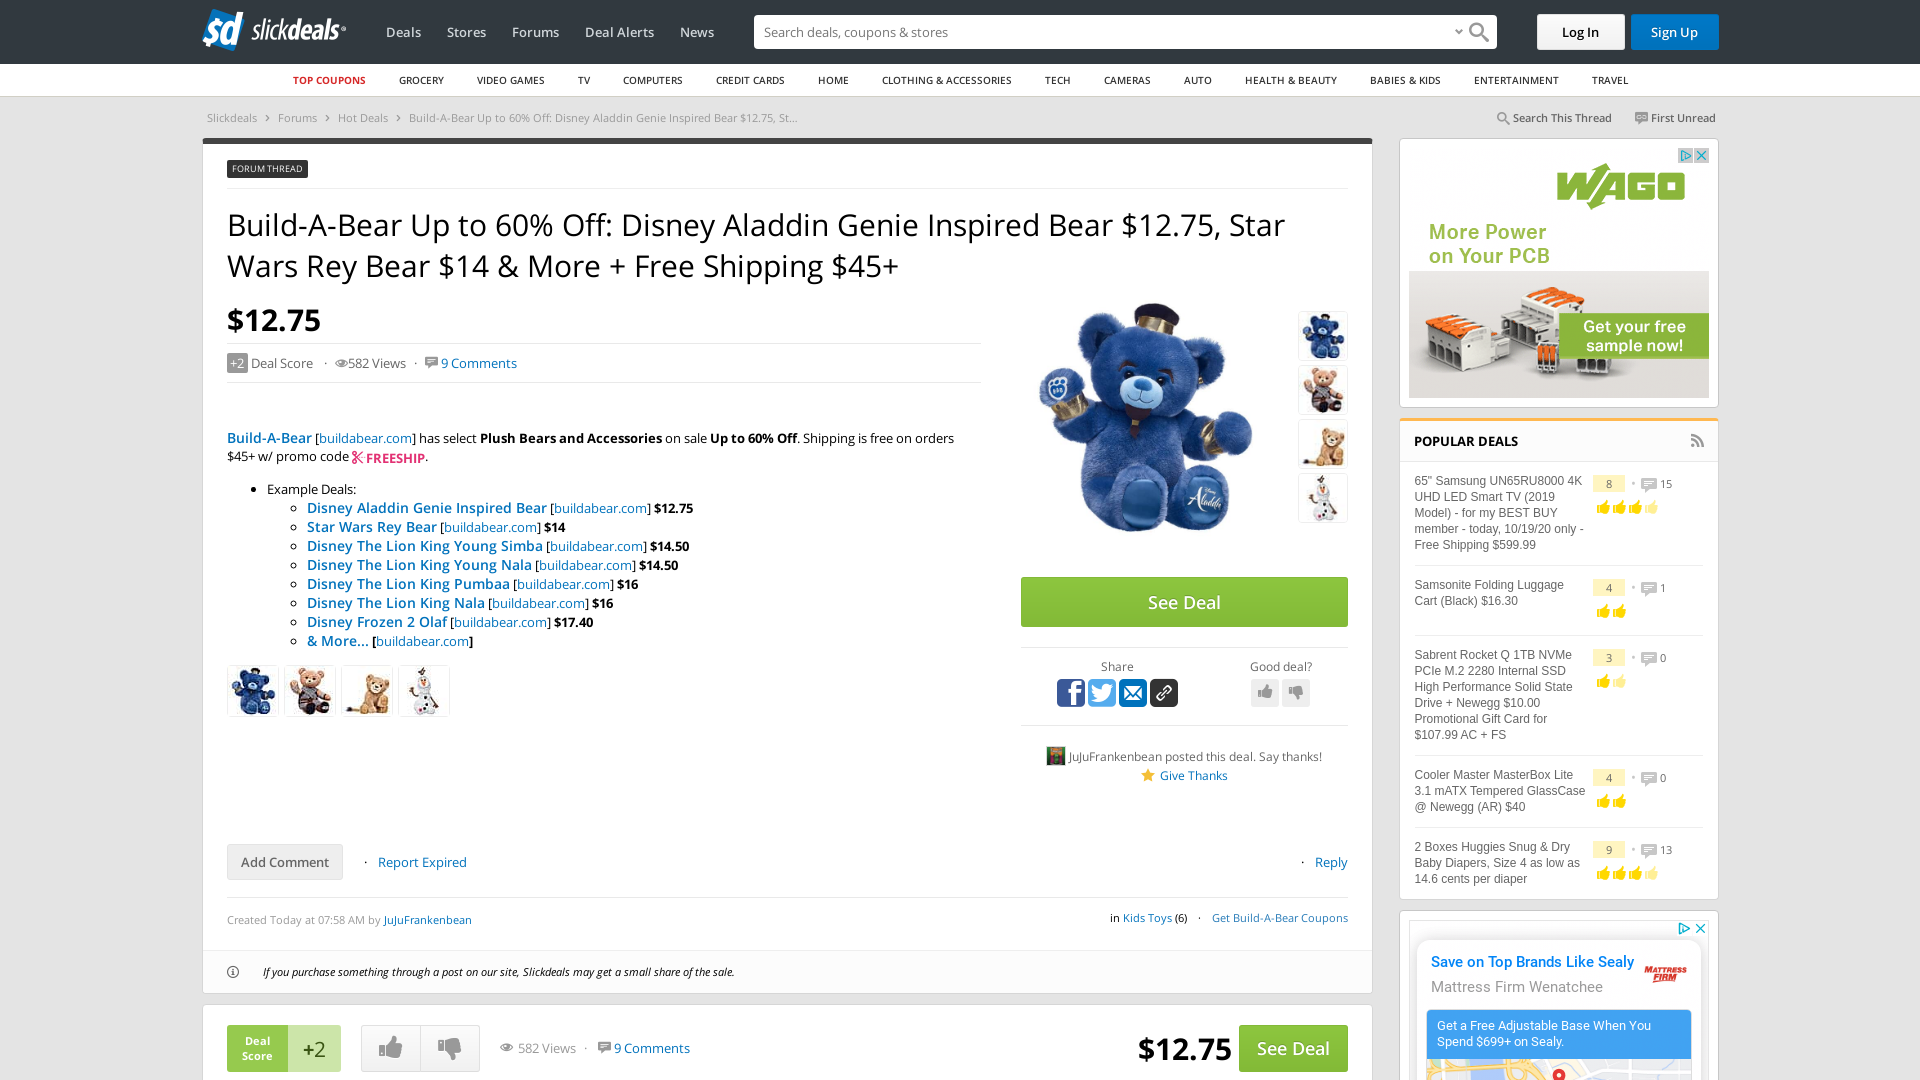 sd slickdeals®
Deals
Stores
Forums
Deal Alerts
News
Search deals, coupons & stores
Log In
Sign Up
TOP COUPONS
GROCERY
VIDEO GAMES
TV
COMPUTERS
CREDIT CARDS
HOME
CLOTHING & ACCESSORIES
TECH
CAMERAS
AUTO
HEALTH & BEAUTY
BABIES & KIDS
ENTERTAINMENT
TRAVEL
Slickdeals › Forums › Hot Deals › Build-A-Bear Up to 60% Off: Disney Aladdin Genie Inspired Bear $12.75, St...
Search This Thread
First Unread
FORUM THREAD
Build-A-Bear Up to 60% Off: Disney Aladdin Genie Inspired Bear $12.75, Star
Wars Rey Bear $14 & More + Free Shipping $45+
$12.75
+2 Deal Score · 582 Views · 9 Comments
Build-A-Bear [buildabear.com] has select Plush Bears and Accessories on sale Up to 60% Off. Shipping is free on orders
$45+ w/ promo code FREESHIP.
Example Deals:
Disney Aladdin Genie Inspired Bear [buildabear.com] $12.75
Star Wars Rey Bear [buildabear.com] $14
Disney The Lion King Young Simba [buildabear.com] $14.50
Disney The Lion King Young Nala [buildabear.com] $14.50
Disney The Lion King Pumbaa [buildabear.com] $16
Disney The Lion King Nala [buildabear.com] $16
Disney Frozen 2 Olaf [buildabear.com] $17.40
& More... [buildabear.com]
See Deal
Share
Good deal?
JuJuFrankenbean posted this deal. Say thanks!
Give Thanks
Add Comment
· Report Expired
· Reply
Created Today at 07:58 AM by JuJuFrankenbean
in Kids Toys (6) · Get Build-A-Bear Coupons
If you purchase something through a post on our site, Slickdeals may get a small share of the sale.
Deal
Score
+2
582 Views · 9 Comments
$12.75
See Deal
WAGO
More Power
on Your PCB
Get your free
sample now!
POPULAR DEALS
65" Samsung UN65RU8000 4K
UHD LED Smart TV (2019
Model) - for my BEST BUY
member - today, 10/19/20 only -
Free Shipping $599.99
8 • 15
Samsonite Folding Luggage
Cart (Black) $16.30
4 • 1
Sabrent Rocket Q 1TB NVMe
PCIe M.2 2280 Internal SSD
High Performance Solid State
Drive + Newegg $10.00
Promotional Gift Card for
$107.99 AC + FS
3 • 0
Cooler Master MasterBox Lite
3.1 mATX Tempered GlassCase
@ Newegg (AR) $40
4 • 0
2 Boxes Huggies Snug & Dry
Baby Diapers, Size 4 as low as
14.6 cents per diaper
9 • 13
Save on Top Brands Like Sealy
Mattress Firm Wenatchee
MATTRESS
FIRM
Get a Free Adjustable Base When You
Spend $699+ on Sealy.